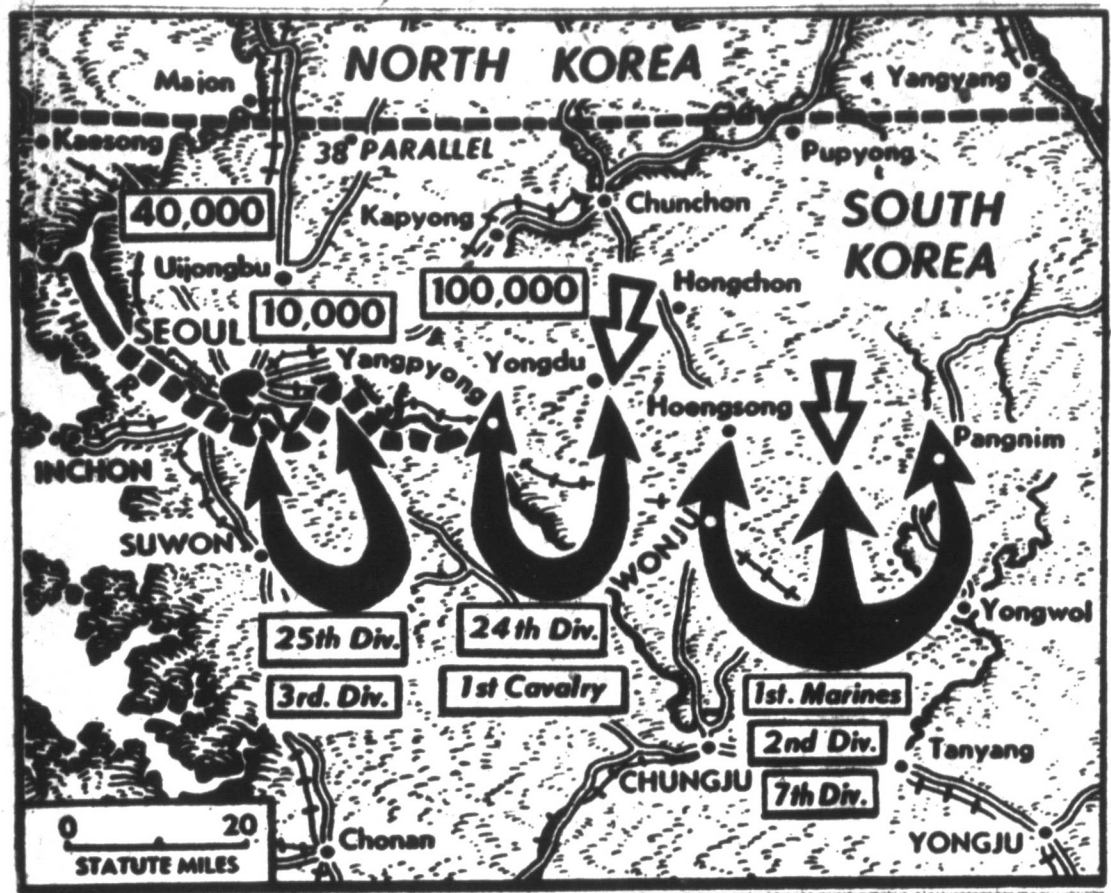 NORTH KOREA
Majon
Yangyang
Kaesong
38° PARALLEL
Pupyong
40,000
Kapyong
Chunchon
SOUTH
KOREA
Uijongbu
100,000
Hongchon
10,000
SEOUL
Han
R.
Yangpyong
Yongdu
Hoengsong
Pangnim
INCHON
SUWON
WONJU
25th Div.
24th Div.
Yongwol
3rd. Div.
1st Cavalry
1st. Marines
2nd Div.
Tanyang
CHUNGJU
7th Div.
0 20
STATUTE MILES
Chonan
YONGJU